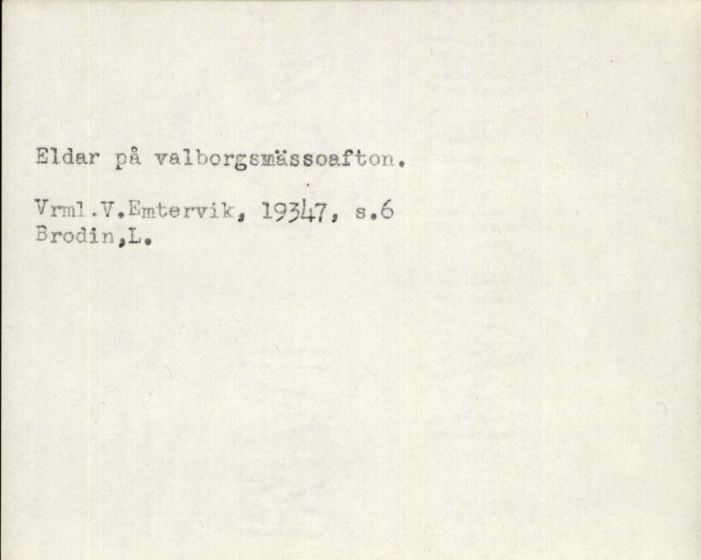 Eldar på valborgsmässoafton.
Vrml.V.Emtervik, 19347, s.6
Brodin,L.